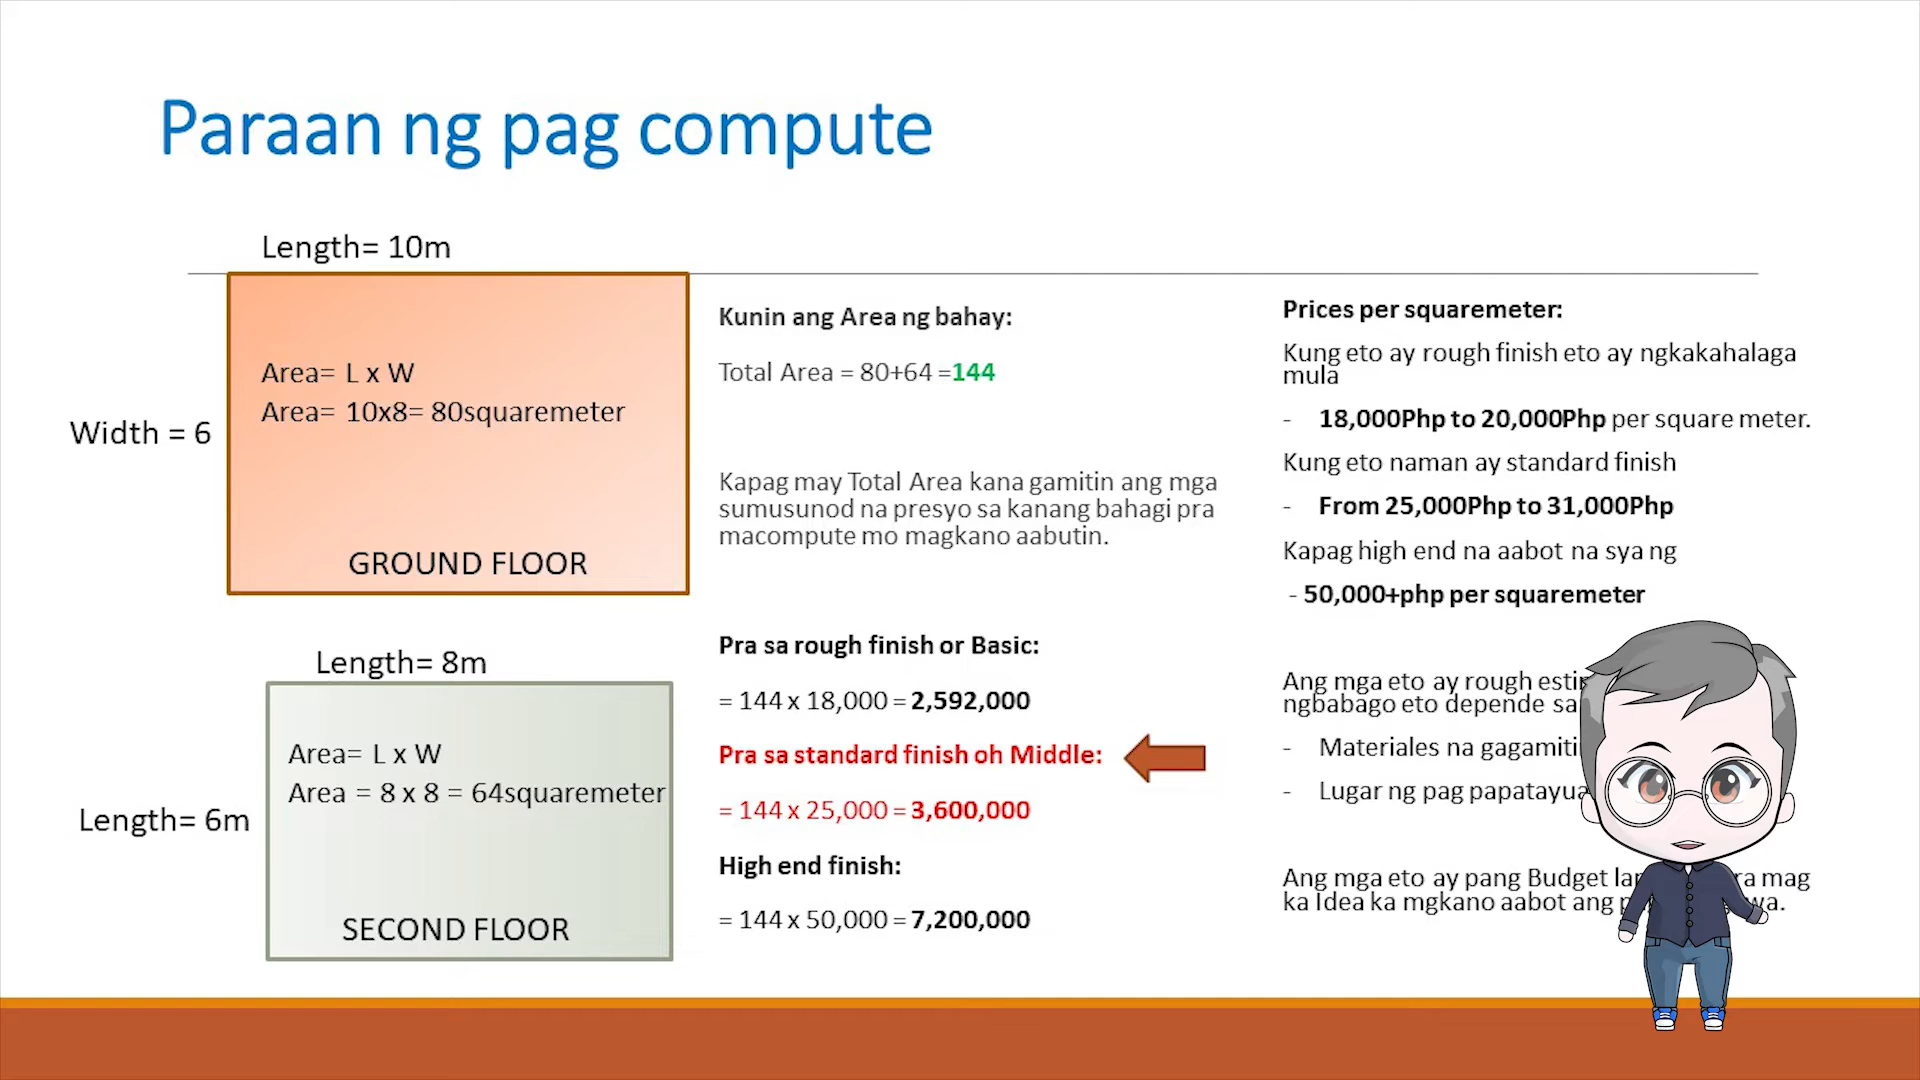 Paraan ng pag compute
Length= 10m
Width = 6
Area= L x W
Area= 10x8= 80squaremeter
GROUND FLOOR
Length= 8m
Length= 6m
Area= L x W
Area = 8 x 8 = 64squaremeter
SECOND FLOOR
Kunin ang Area ng bahay:
Total Area = 80+64 =144
Kapag may Total Area kana gamitin ang mga
sumusunod na presyo sa kanang bahagi pra
macompute mo magkano aabutin.
Pra sa rough finish or Basic:
= 144 x 18,000 = 2,592,000
Pra sa standard finish oh Middle:
= 144 x 25,000 = 3,600,000
High end finish:
= 144 x 50,000 = 7,200,000
Prices per squaremeter:
Kung eto ay rough finish eto ay ngkakahalaga
mula
- 18,000Php to 20,000Php per square meter.
Kung eto naman ay standard finish
- From 25,000Php to 31,000Php
Kapag high end na aabot na sya ng
- 50,000+php per squaremeter
Ang mga eto ay rough
ngbabago eto depende sa
- Materiales na
- Lugar ng pag
Ang mga eto ay pang Budget mag
ka Idea ka mgkano aabot ang